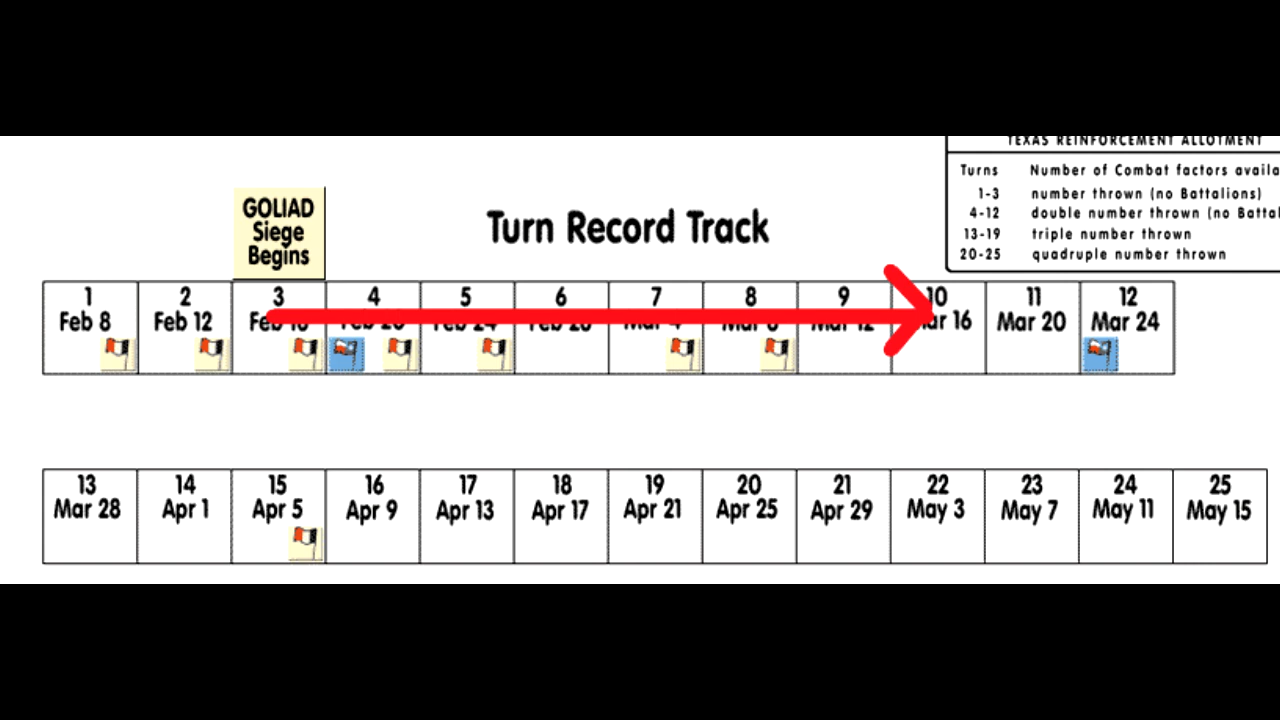 TEXAS REINFORCEMENT ALLOTMENT
Turns Number of Combat factors
1-3 number thrown (no Battalions)
4-12 double number thrown (no
13-19 triple number thrown
20-25 quadruple number thrown
GOLIAD
Siege
Begins
Turn Record Track
1 2 3 4 5 6 7 8 9 10 11 12
Feb 8 Feb 12 16 Mar 20 Mar 24
13 14 15 16 17 18 19 20 21 22 23 24 25
Mar 28 Apr 1 Apr 5 Apr 9 Apr 13 Apr 17 Apr 21 Apr 25 Apr 29 May 3 May 7 May 11 May 15